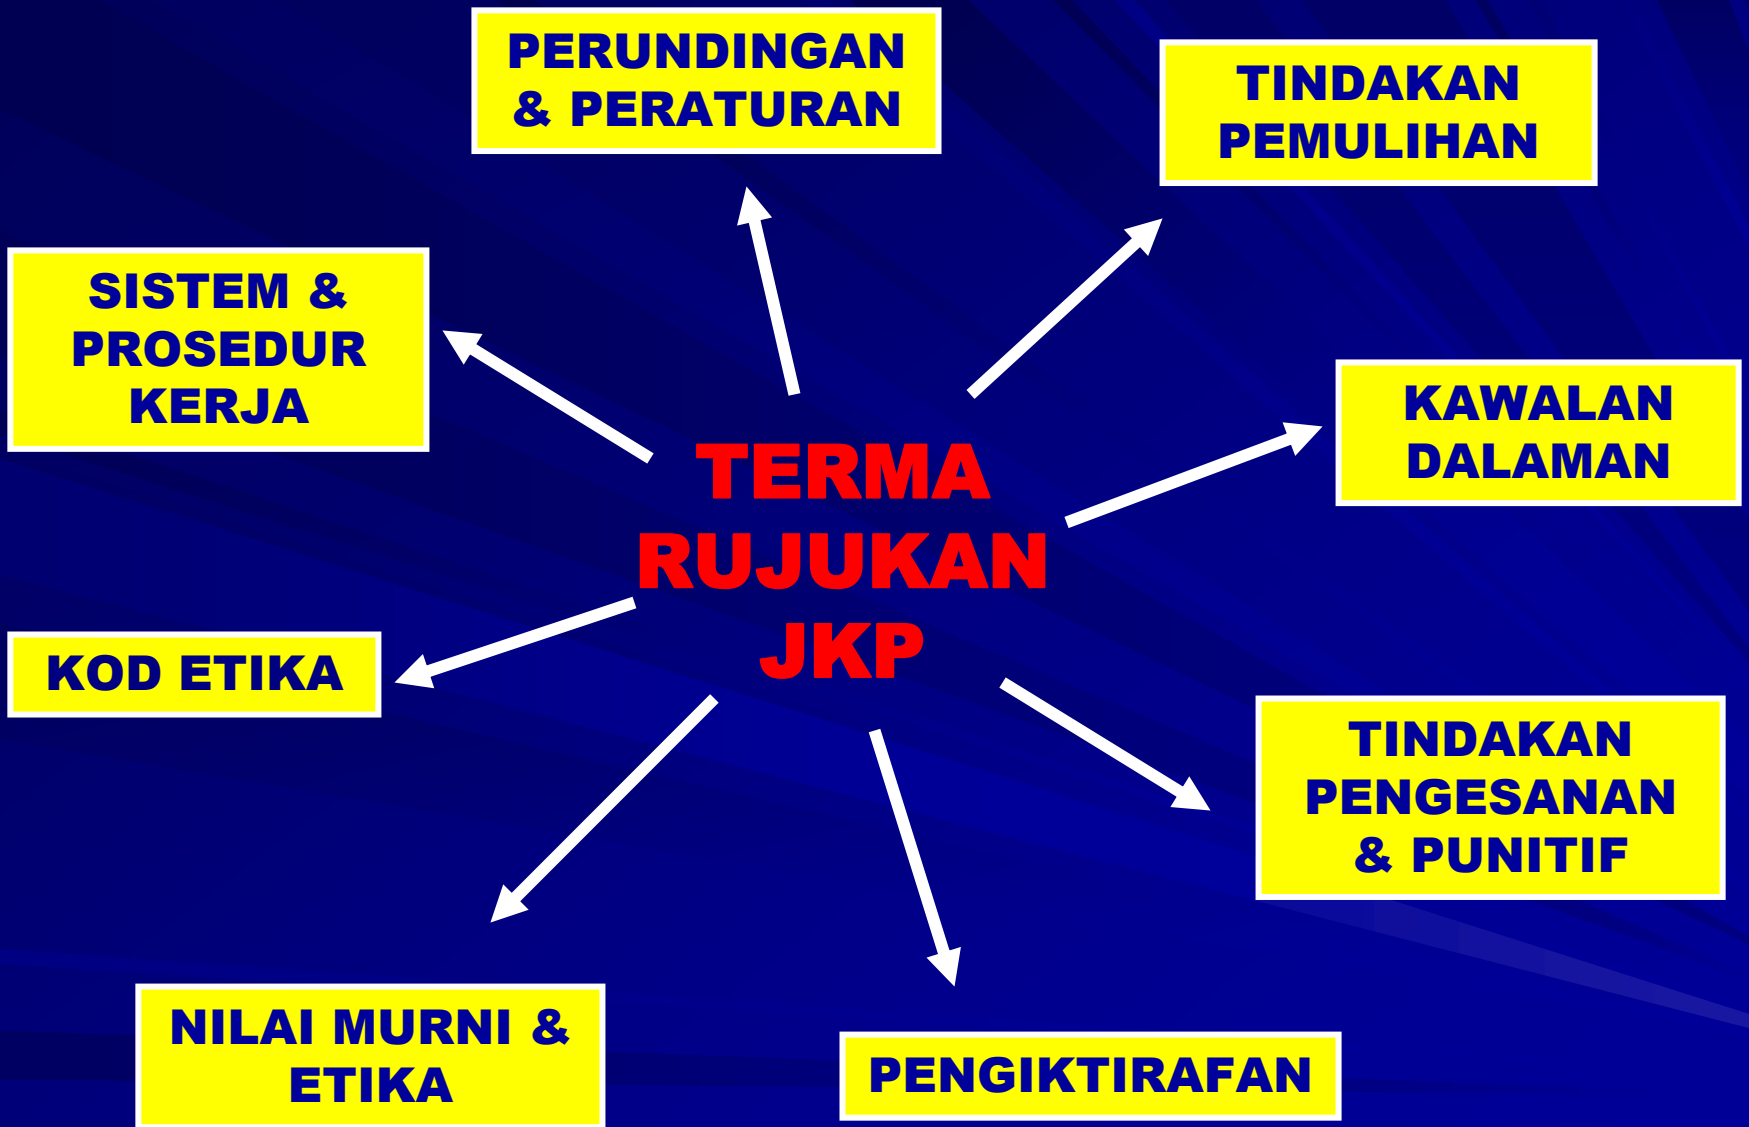 PERUNDINGAN
& PERATURAN
TINDAKAN
PEMULIHAN
SISTEM &
PROSEDUR
KERJA
KAWALAN
DALAMAN
TERMA
RUJUKAN
JKP
KOD ETIKA
TINDAKAN
PENGESANAN
& PUNITIF
NILAI MURNI &
ETIKA
PENGIKTIRAFAN